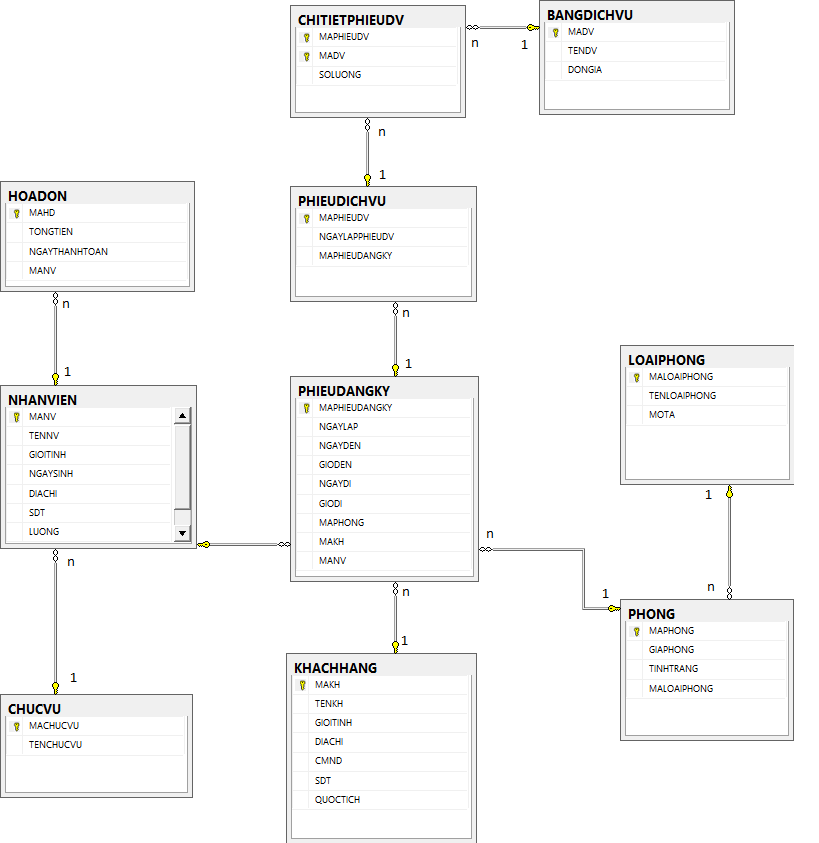 CHITIETPHIEUDV
MAPHIEUDV
MADV
SOLUONG
n
1
BANGDICHVU
MADV
TENDV
DONGIA
n
1
HOADON
MAHD
TONGTIEN
NGAYTHANHTOAN
MANV
n
1
PHIEUDICHVU
MAPHIEUDV
NGAYLAPPHIEUDV
MAPHIEUDANGKY
n
1
NHANVIEN
MANV
TENNV
GIOITINH
NGAYSINH
DIACHI
SDT
LUONG
n
1
PHIEUDANGKY
MAPHIEUDANGKY
NGAYLAP
NGAYDEN
GIODEN
NGAYDI
GIODI
MAPHONG
MAKH
MANV
n
1
n
1
LOAIPHONG
MALOAIPHONG
TENLOAIPHONG
MOTA
1
n
PHONG
MAPHONG
GIAPHONG
TINHTRANG
MALOAIPHONG
CHUCVU
MACHUCVU
TENCHUCVU
KHACHHANG
MAKH
TENKH
GIOITINH
DIACHI
CMND
SDT
QUOCTICH